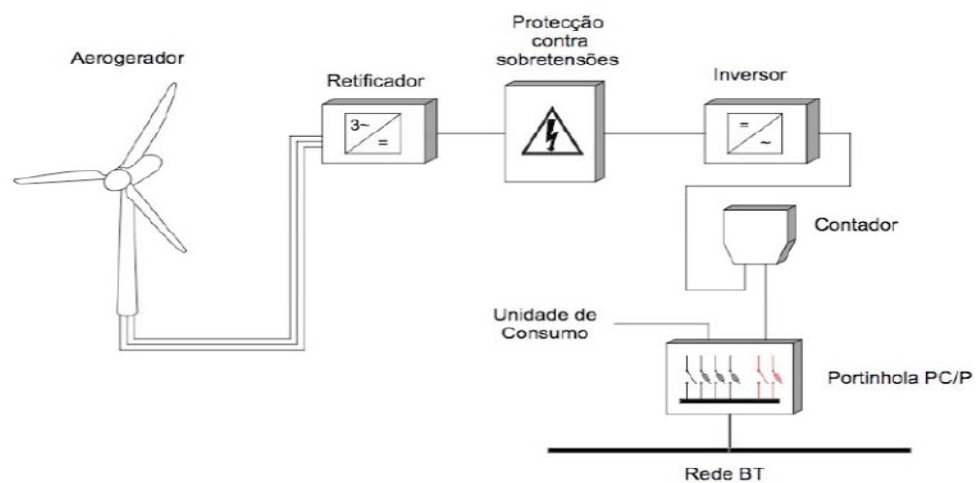 Aerogerador
Retificador
3~
=
Protecção
contra
sobretensões
Inversor
=
~
Contador
Unidade de
Consumo
Portinhola PC/P
Rede BT